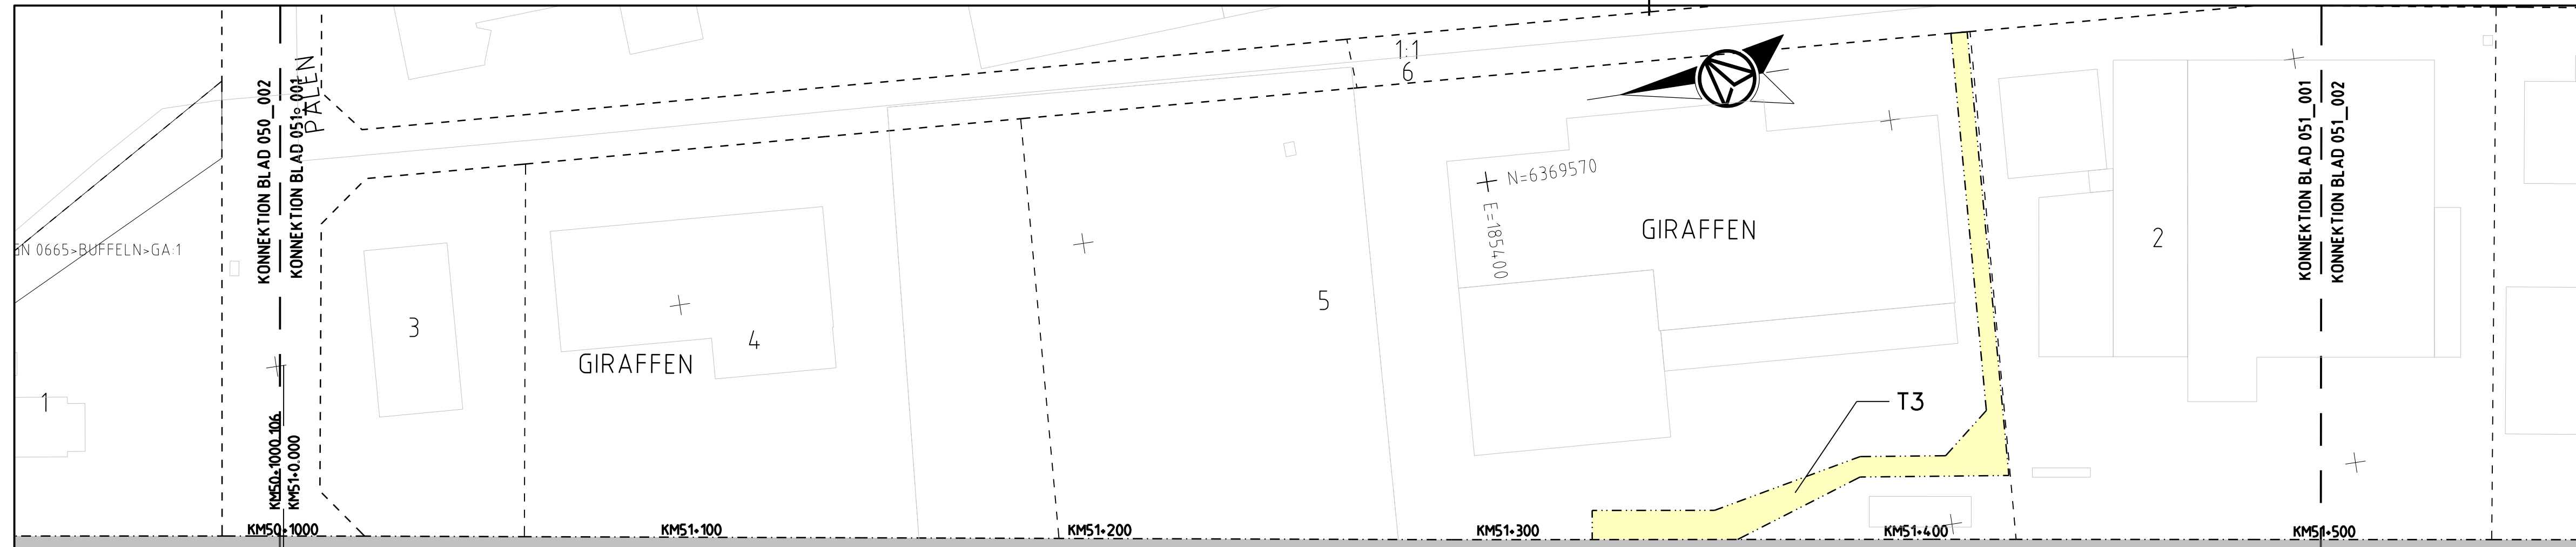 KONNEKTION BLAD 050_002
KONNEKTION BLAD 051_001
PÅLEN
1:1
6
KONNEKTION BLAD 051_001
KONNEKTION BLAD 051_002
N=6369570
E=185400
GIRAFFEN
2
GN 0665>BUFFELN>GA:1
5
3
4
GIRAFFEN
1
T3
KM50+1000.106
KM51+0.000
KM50+1000
KM51+100
KM51+200
KM51+300
KM51+400
KM51+500